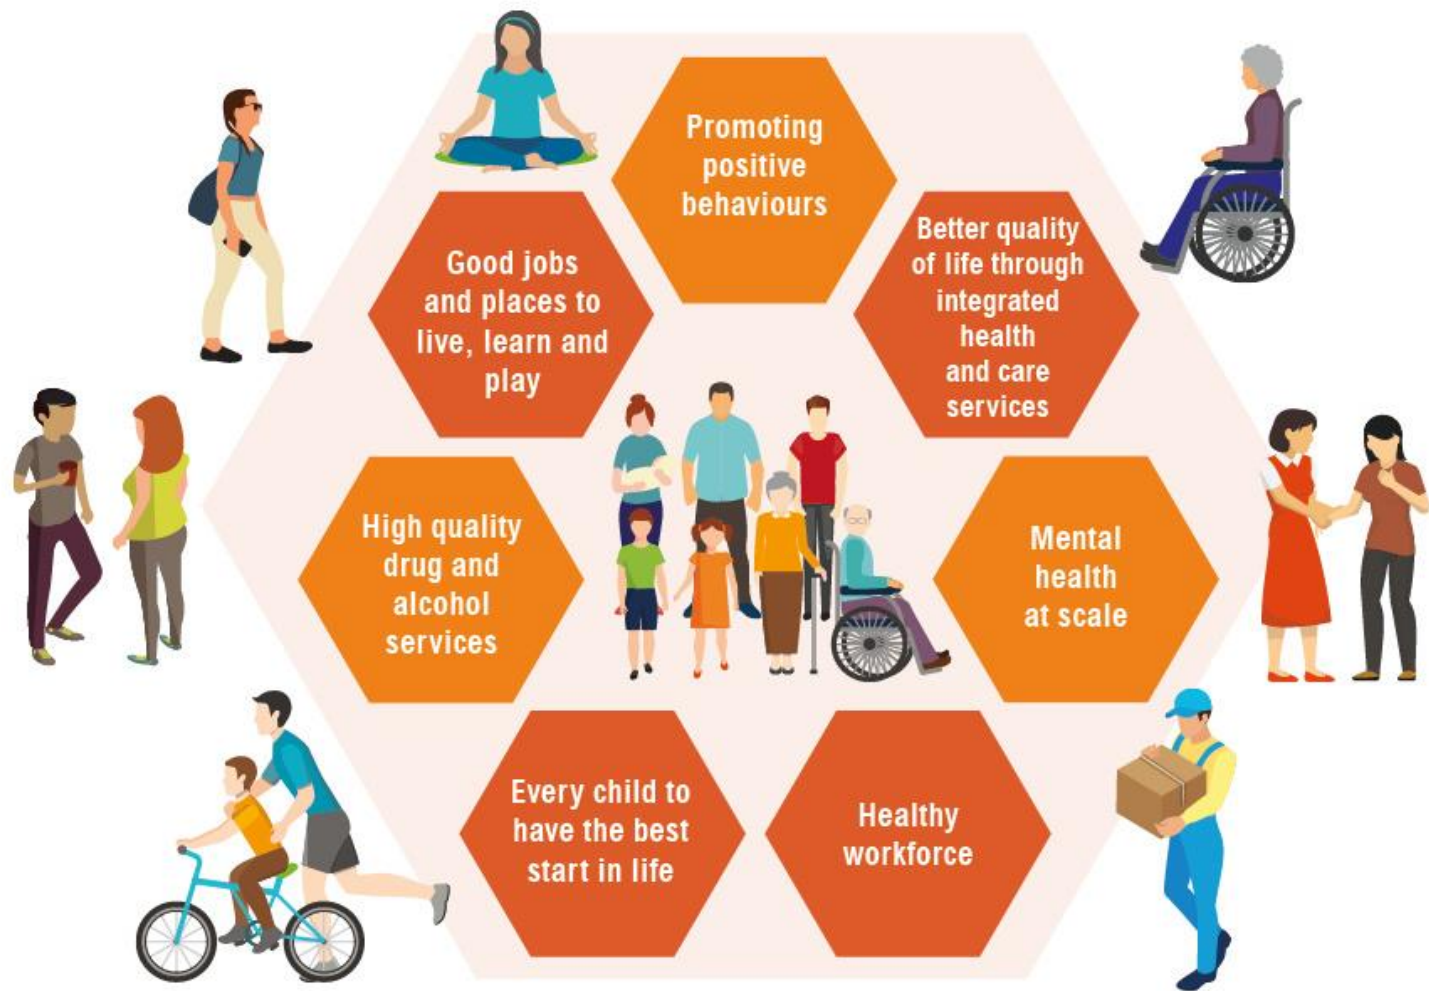 Promoting
positive
behaviours
Good jobs
and places to
live, learn and
play
Better quality
of life through
integrated
health
and care
services
High quality
drug and
alcohol
services
Mental
health
at scale
Every child to
have the best
start in life
Healthy
workforce